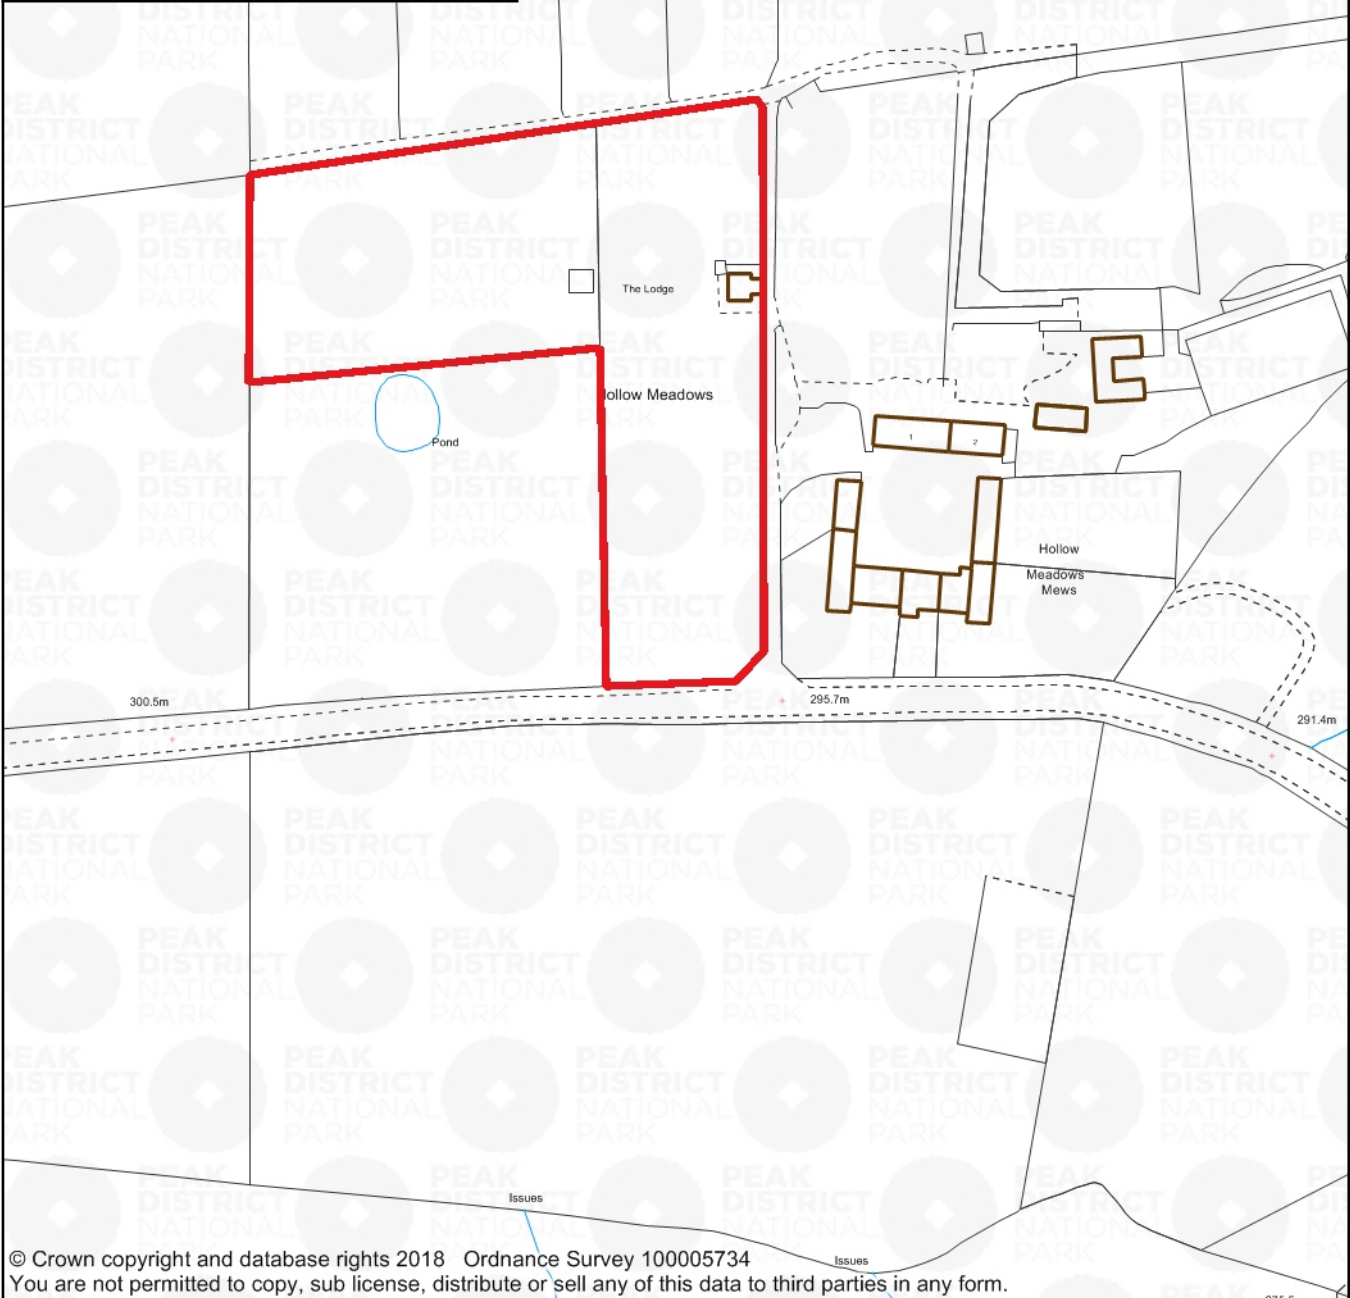 PEAK DISTRICT NATIONAL PARK
The Lodge
ollow Meadows
Pond
1
2
Hollow
Meadows
Mews
300.5m
295.7m
291.4m
Issues
Issues
© Crown copyright and database rights 2018 Ordnance Survey 100005734
You are not permitted to copy, sub license, distribute or sell any of this data to third parties in any form.